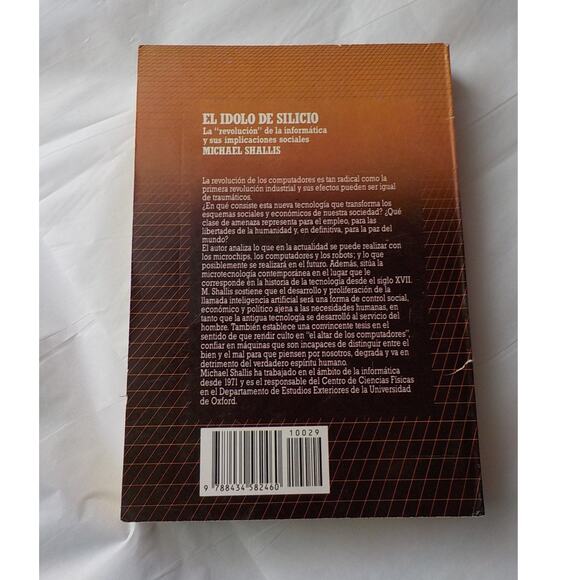 EL IDOLO DE SILICIO
La "revolución" de la informática
y sus implicaciones sociales
MICHAEL SHALLIS
La revolución de los computadores es tan radical como la
primera revolución industrial y sus efectos pueden ser igual
de traumáticos.
¿En qué consiste esta nueva tecnología que transforma los
esquemas sociales y económicos de nuestra sociedad? ¿Qué
clase de amenaza representa para el empleo, para las
libertades de la humanidad y, en definitiva, para la paz del
mundo?
El autor analiza lo que en la actualidad se puede realizar con
los microchips, los computadores y los robots; y lo que
posiblemente se realizará en el futuro. Además, sitúa la
microtecnología contemporánea en el lugar que le
corresponde en la historia de la tecnología desde el siglo XVII.
M. Shallis sostiene que el desarrollo y proliferación de la
llamada inteligencia artificial será una forma de control social,
económico y político ajena a las necesidades humanas, en
tanto que la antigua tecnología se desarrolló al servicio del
hombre. También establece una convincente tesis en el
sentido de que rendir culto en "el altar de los computadores",
confiar en máquinas que son incapaces de distinguir entre el
bien y el mal para que piensen por nosotros, degrada y va en
detrimento del verdadero espíritu humano.
Michael Shallis ha trabajado en el ámbito de la informática
desde 1971 y es el responsable del Centro de Ciencias Físicas
en el Departamento de Estudios Exteriores de la Universidad
de Oxford.
10029
9 788434 582460